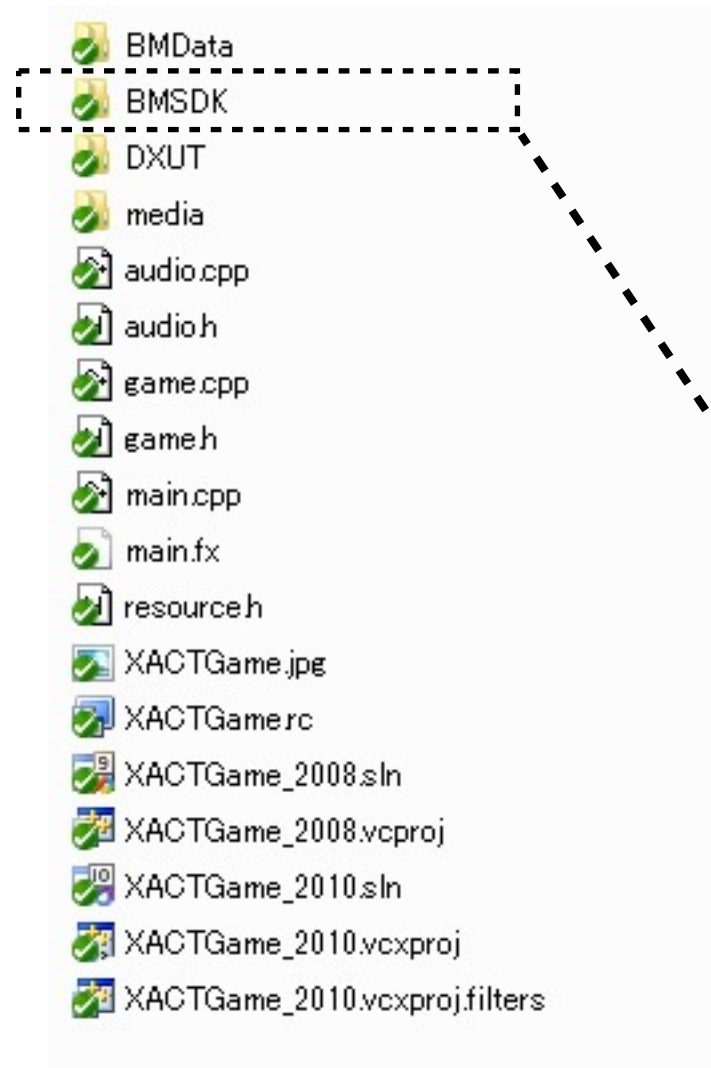 BMData
BMSDK
DXUT
media
audio.cpp
audio.h
game.cpp
game.h
main.cpp
main.fx
resource.h
XACTGame.jpg
XACTGame.rc
XACTGame_2008.sln
XACTGame_2008.vcproj
XACTGame_2010.sln
XACTGame_2010.vcxproj
XACTGame_2010.vcxproj.filters